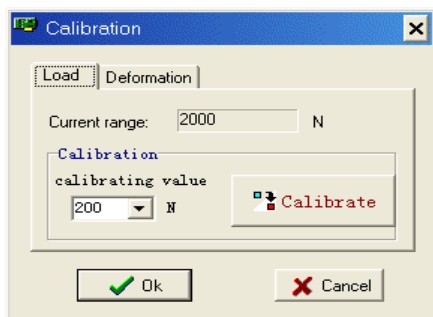 Calibration
Load Deformation
Current range: 2000 N
Calibration
calibrating value
200 N
Calibrate
Ok Cancel